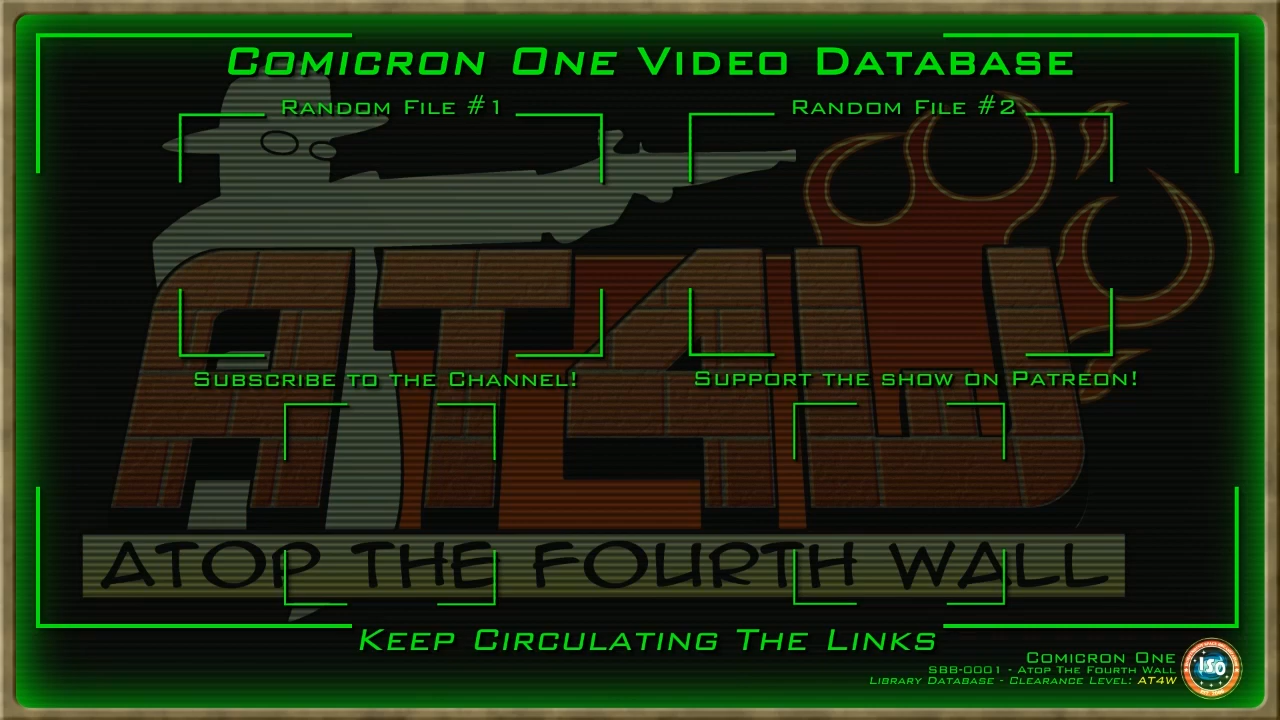 Comicron One Video Database
Random File #1
Random File #2
Subscribe to the Channel!
Support the show on Patreon!
AT4W
ATOP THE FOURTH WALL
Keep Circulating The Links
Comicron One
SBB-0001 - Atop The Fourth Wall
Library Database - Clearance Level: AT4W
ISO